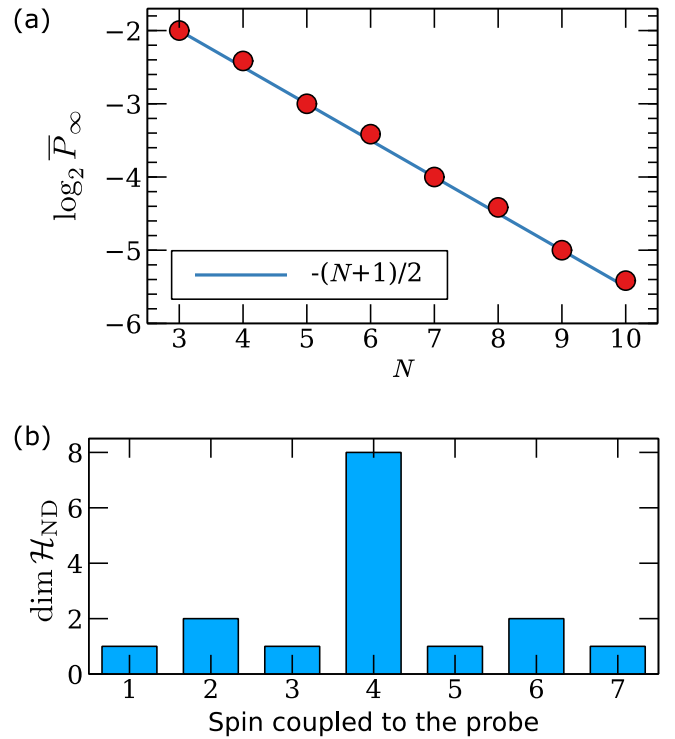 (a)
−2
−3
−4
−5
−6
log₂ P̅∞
-(N+1)/2
3 4 5 6 7 8 9 10
N
(b)
8
6
4
2
0
dim ℋND
1 2 3 4 5 6 7
Spin coupled to the probe